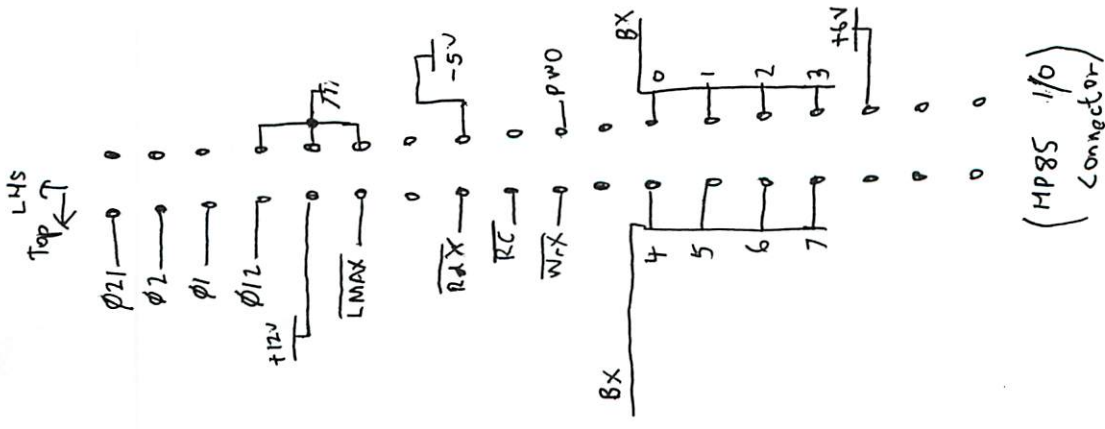 LHS
Top
Ø21
Ø2
Ø1
Ø12
+12V
LMAX
-5V
RdX
RC
WrX
PWO
BX
0
1
2
3
BX
4
5
6
7
+6V
(HP85 I/O
Connector)